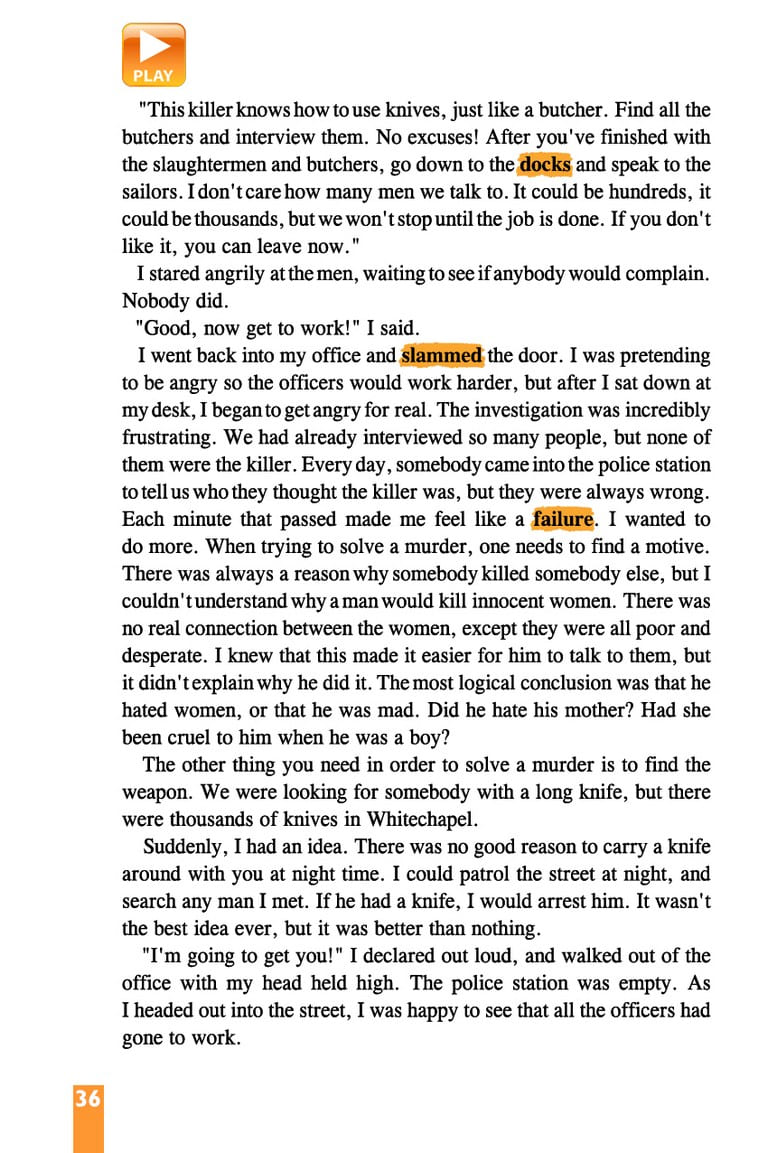 PLAY
"This killer knows how to use knives, just like a butcher. Find all the
butchers and interview them. No excuses! After you've finished with
the slaughtermen and butchers, go down to the docks and speak to the
sailors. I don't care how many men we talk to. It could be hundreds, it
could be thousands, but we won't stop until the job is done. If you don't
like it, you can leave now."
I stared angrily at the men, waiting to see if anybody would complain.
Nobody did.
"Good, now get to work!" I said.
I went back into my office and slammed the door. I was pretending
to be angry so the officers would work harder, but after I sat down at
my desk, I began to get angry for real. The investigation was incredibly
frustrating. We had already interviewed so many people, but none of
them were the killer. Every day, somebody came into the police station
to tell us who they thought the killer was, but they were always wrong.
Each minute that passed made me feel like a failure. I wanted to
do more. When trying to solve a murder, one needs to find a motive.
There was always a reason why somebody killed somebody else, but I
couldn't understand why a man would kill innocent women. There was
no real connection between the women, except they were all poor and
desperate. I knew that this made it easier for him to talk to them, but
it didn't explain why he did it. The most logical conclusion was that he
hated women, or that he was mad. Did he hate his mother? Had she
been cruel to him when he was a boy?
The other thing you need in order to solve a murder is to find the
weapon. We were looking for somebody with a long knife, but there
were thousands of knives in Whitechapel.
Suddenly, I had an idea. There was no good reason to carry a knife
around with you at night time. I could patrol the street at night, and
search any man I met. If he had a knife, I would arrest him. It wasn't
the best idea ever, but it was better than nothing.
"I'm going to get you!" I declared out loud, and walked out of the
office with my head held high. The police station was empty. As
I headed out into the street, I was happy to see that all the officers had
gone to work.
36